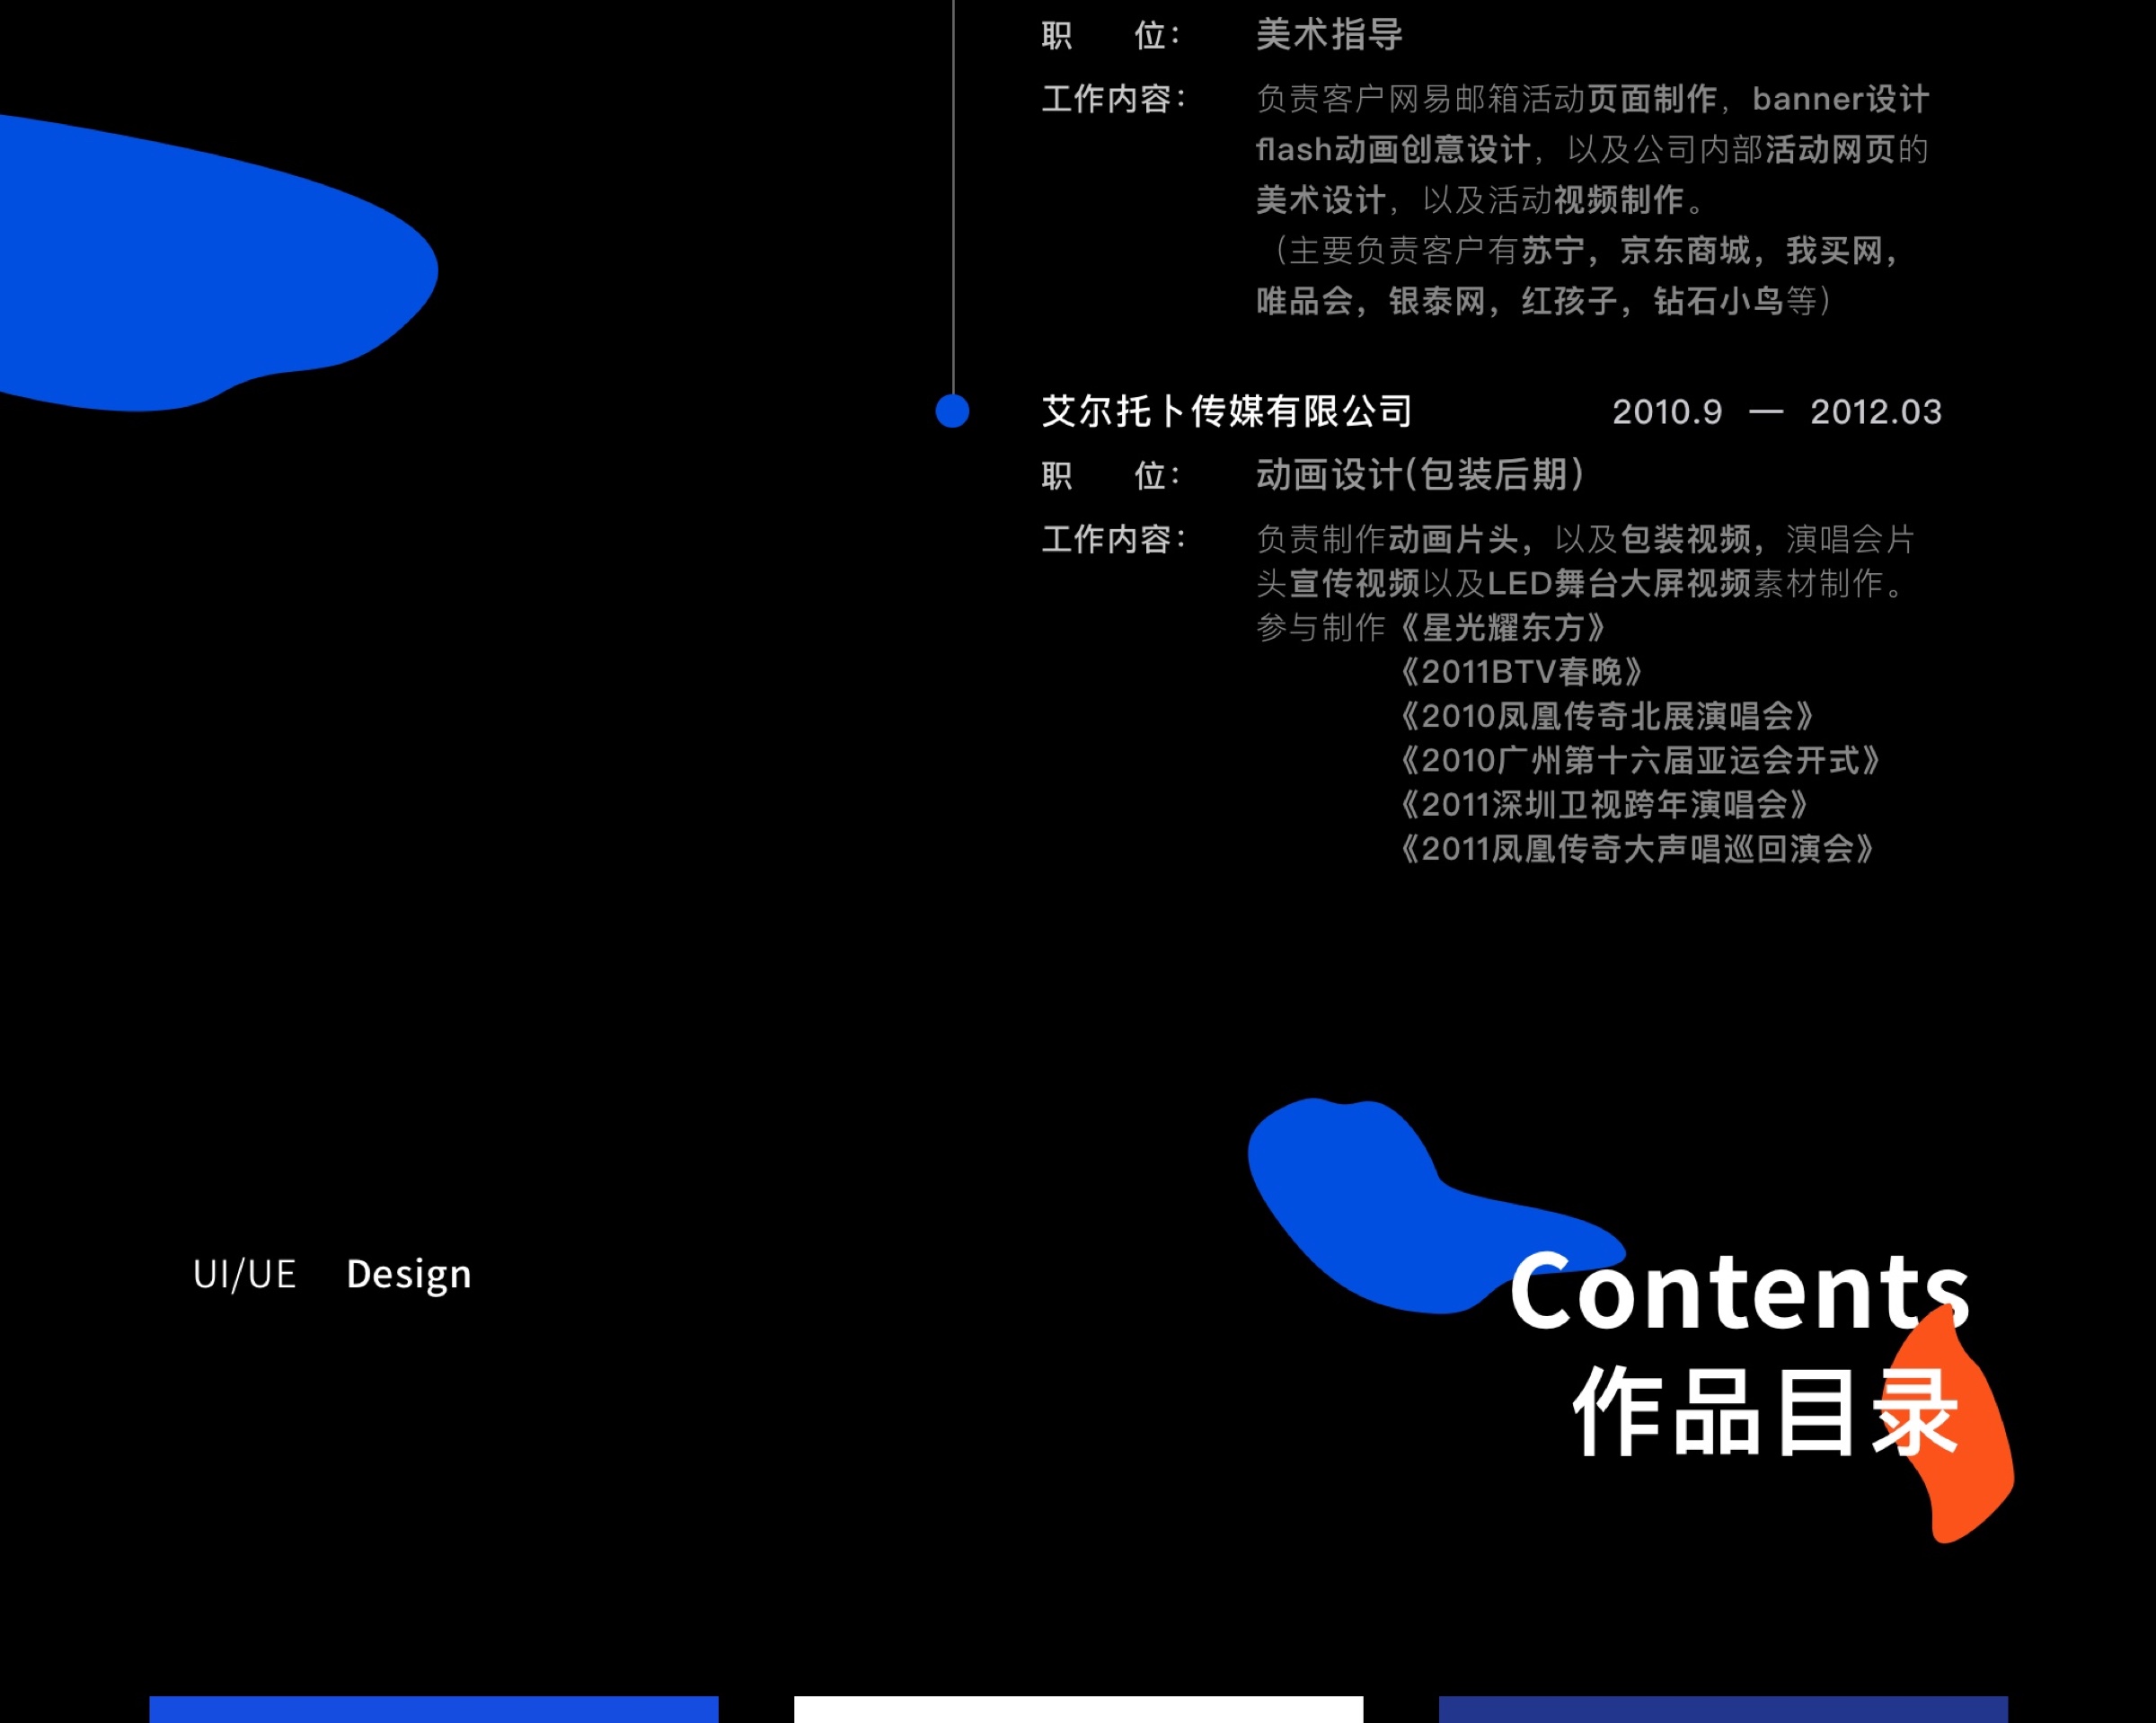 职 位： 美术指导
工作内容： 负责客户网易邮箱活动页面制作，banner设计
flash动画创意设计，以及公司内部活动网页的
美术设计，以及活动视频制作。
（主要负责客户有苏宁，京东商城，我买网，
唯品会，银泰网，红孩子，钻石小鸟等）
艾尔托卜传媒有限公司 2010.9 — 2012.03
职 位： 动画设计(包装后期)
工作内容： 负责制作动画片头，以及包装视频，演唱会片
头宣传视频以及LED舞台大屏视频素材制作。
参与制作《星光耀东方》
《2011BTV春晚》
《2010凤凰传奇北展演唱会》
《2010广州第十六届亚运会开式》
《2011深圳卫视跨年演唱会》
《2011凤凰传奇大声唱巡回演会》
UI/UE Design
Contents
作品目录